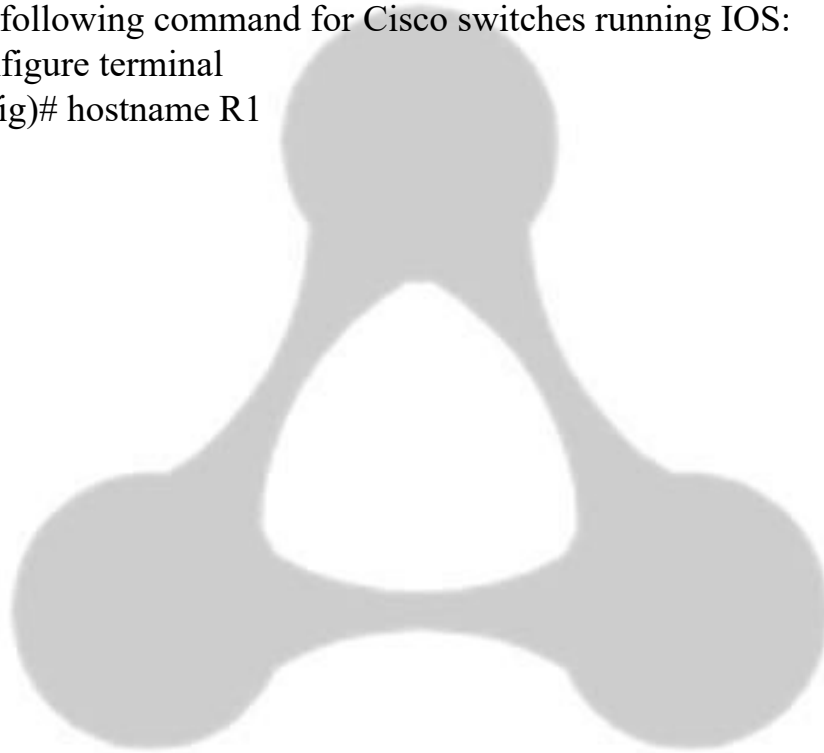 following command for Cisco switches running IOS:
figure terminal
ig)# hostname R1